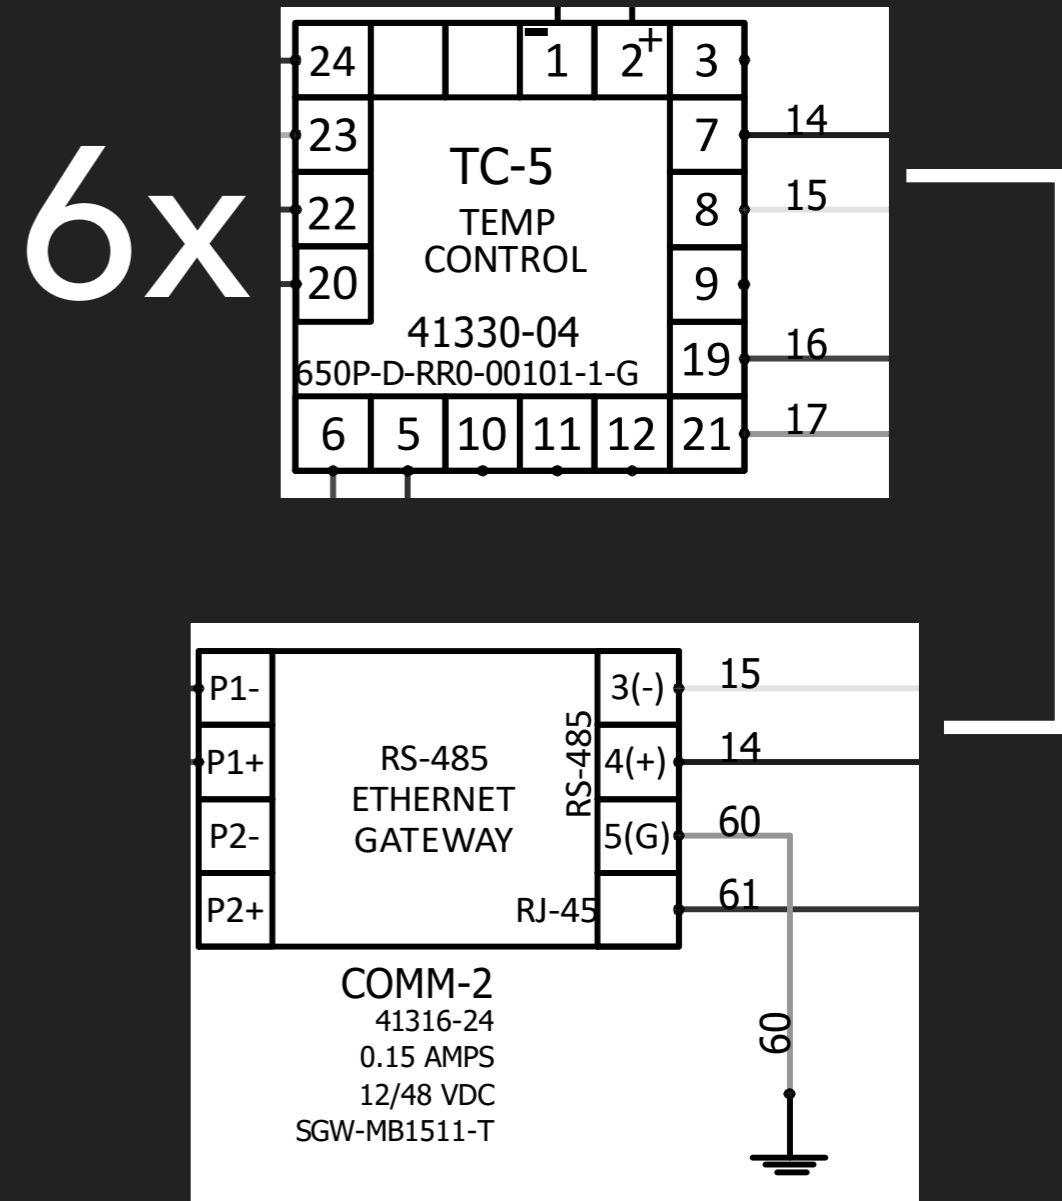 6x
24
1
2+
3
23
7
14
TC-5
22
TEMP
8
15
CONTROL
20
9
41330-04
19
16
650P-D-RR0-00101-1-G
6
5
10
11
12
21
17
P1-
3(-)
15
P1+
RS-485
4(+)
14
ETHERNET
RS-485
P2-
GATEWAY
5(G)
60
P2+
RJ-45
61
COMM-2
41316-24
0.15 AMPS
60
12/48 VDC
SGW-MB1511-T